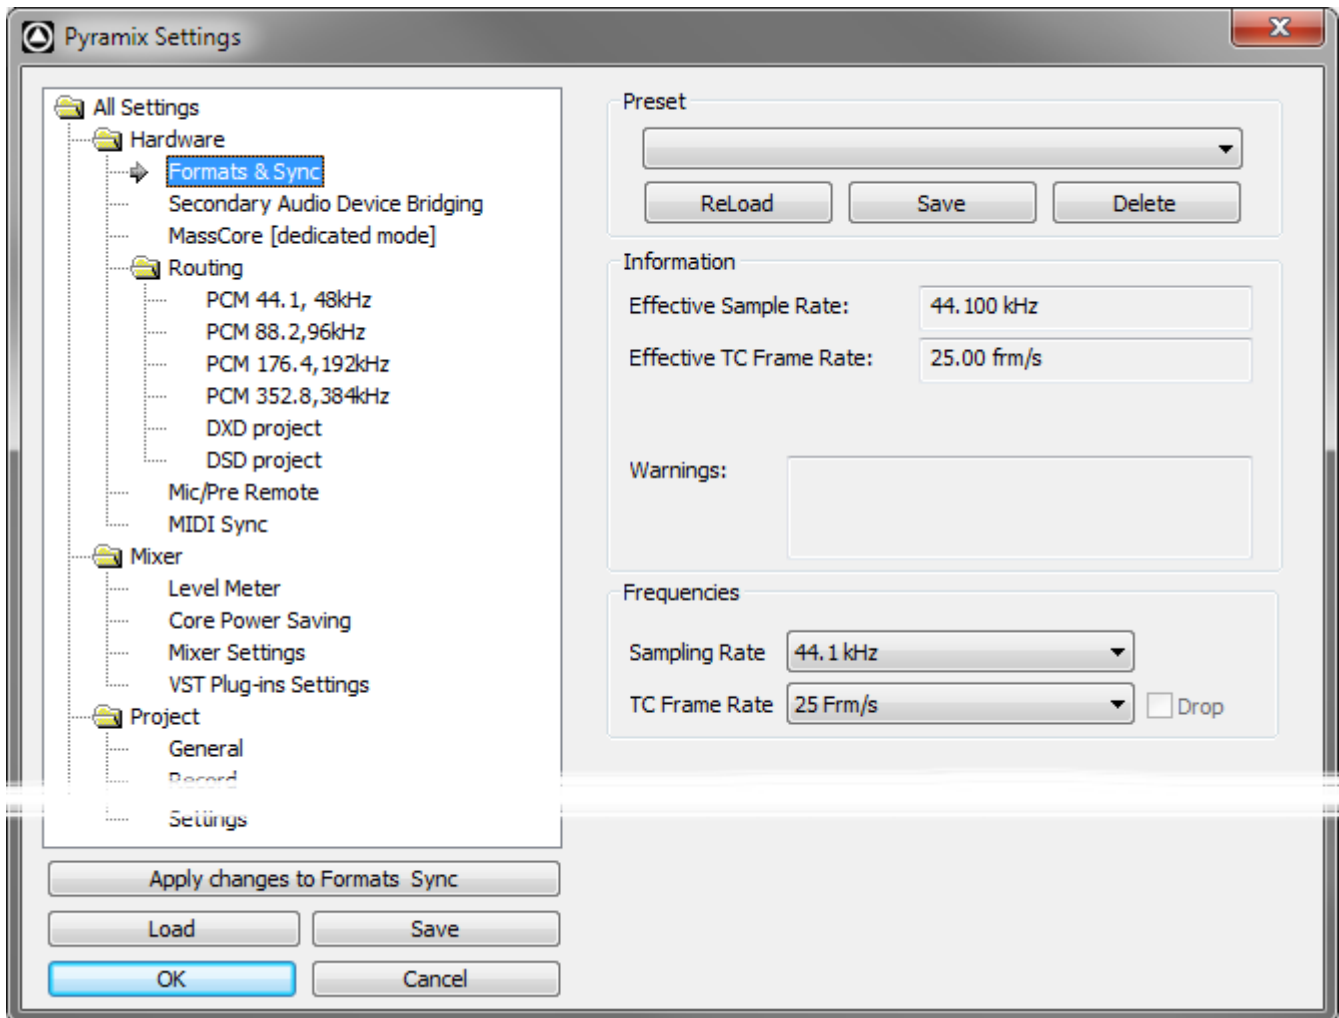 Pyramix Settings
All Settings
Hardware
Formats & Sync
Secondary Audio Device Bridging
MassCore [dedicated mode]
Routing
PCM 44.1, 48kHz
PCM 88.2,96kHz
PCM 176.4,192kHz
PCM 352.8,384kHz
DXD project
DSD project
Mic/Pre Remote
MIDI Sync
Mixer
Level Meter
Core Power Saving
Mixer Settings
VST Plug-ins Settings
Project
General
Record
Settings
Apply changes to Formats  Sync
Load Save
OK Cancel
Preset
ReLoad Save Delete
Information
Effective Sample Rate: 44.100 kHz
Effective TC Frame Rate: 25.00 frm/s
Warnings:
Frequencies
Sampling Rate 44.1 kHz
TC Frame Rate 25 Frm/s Drop